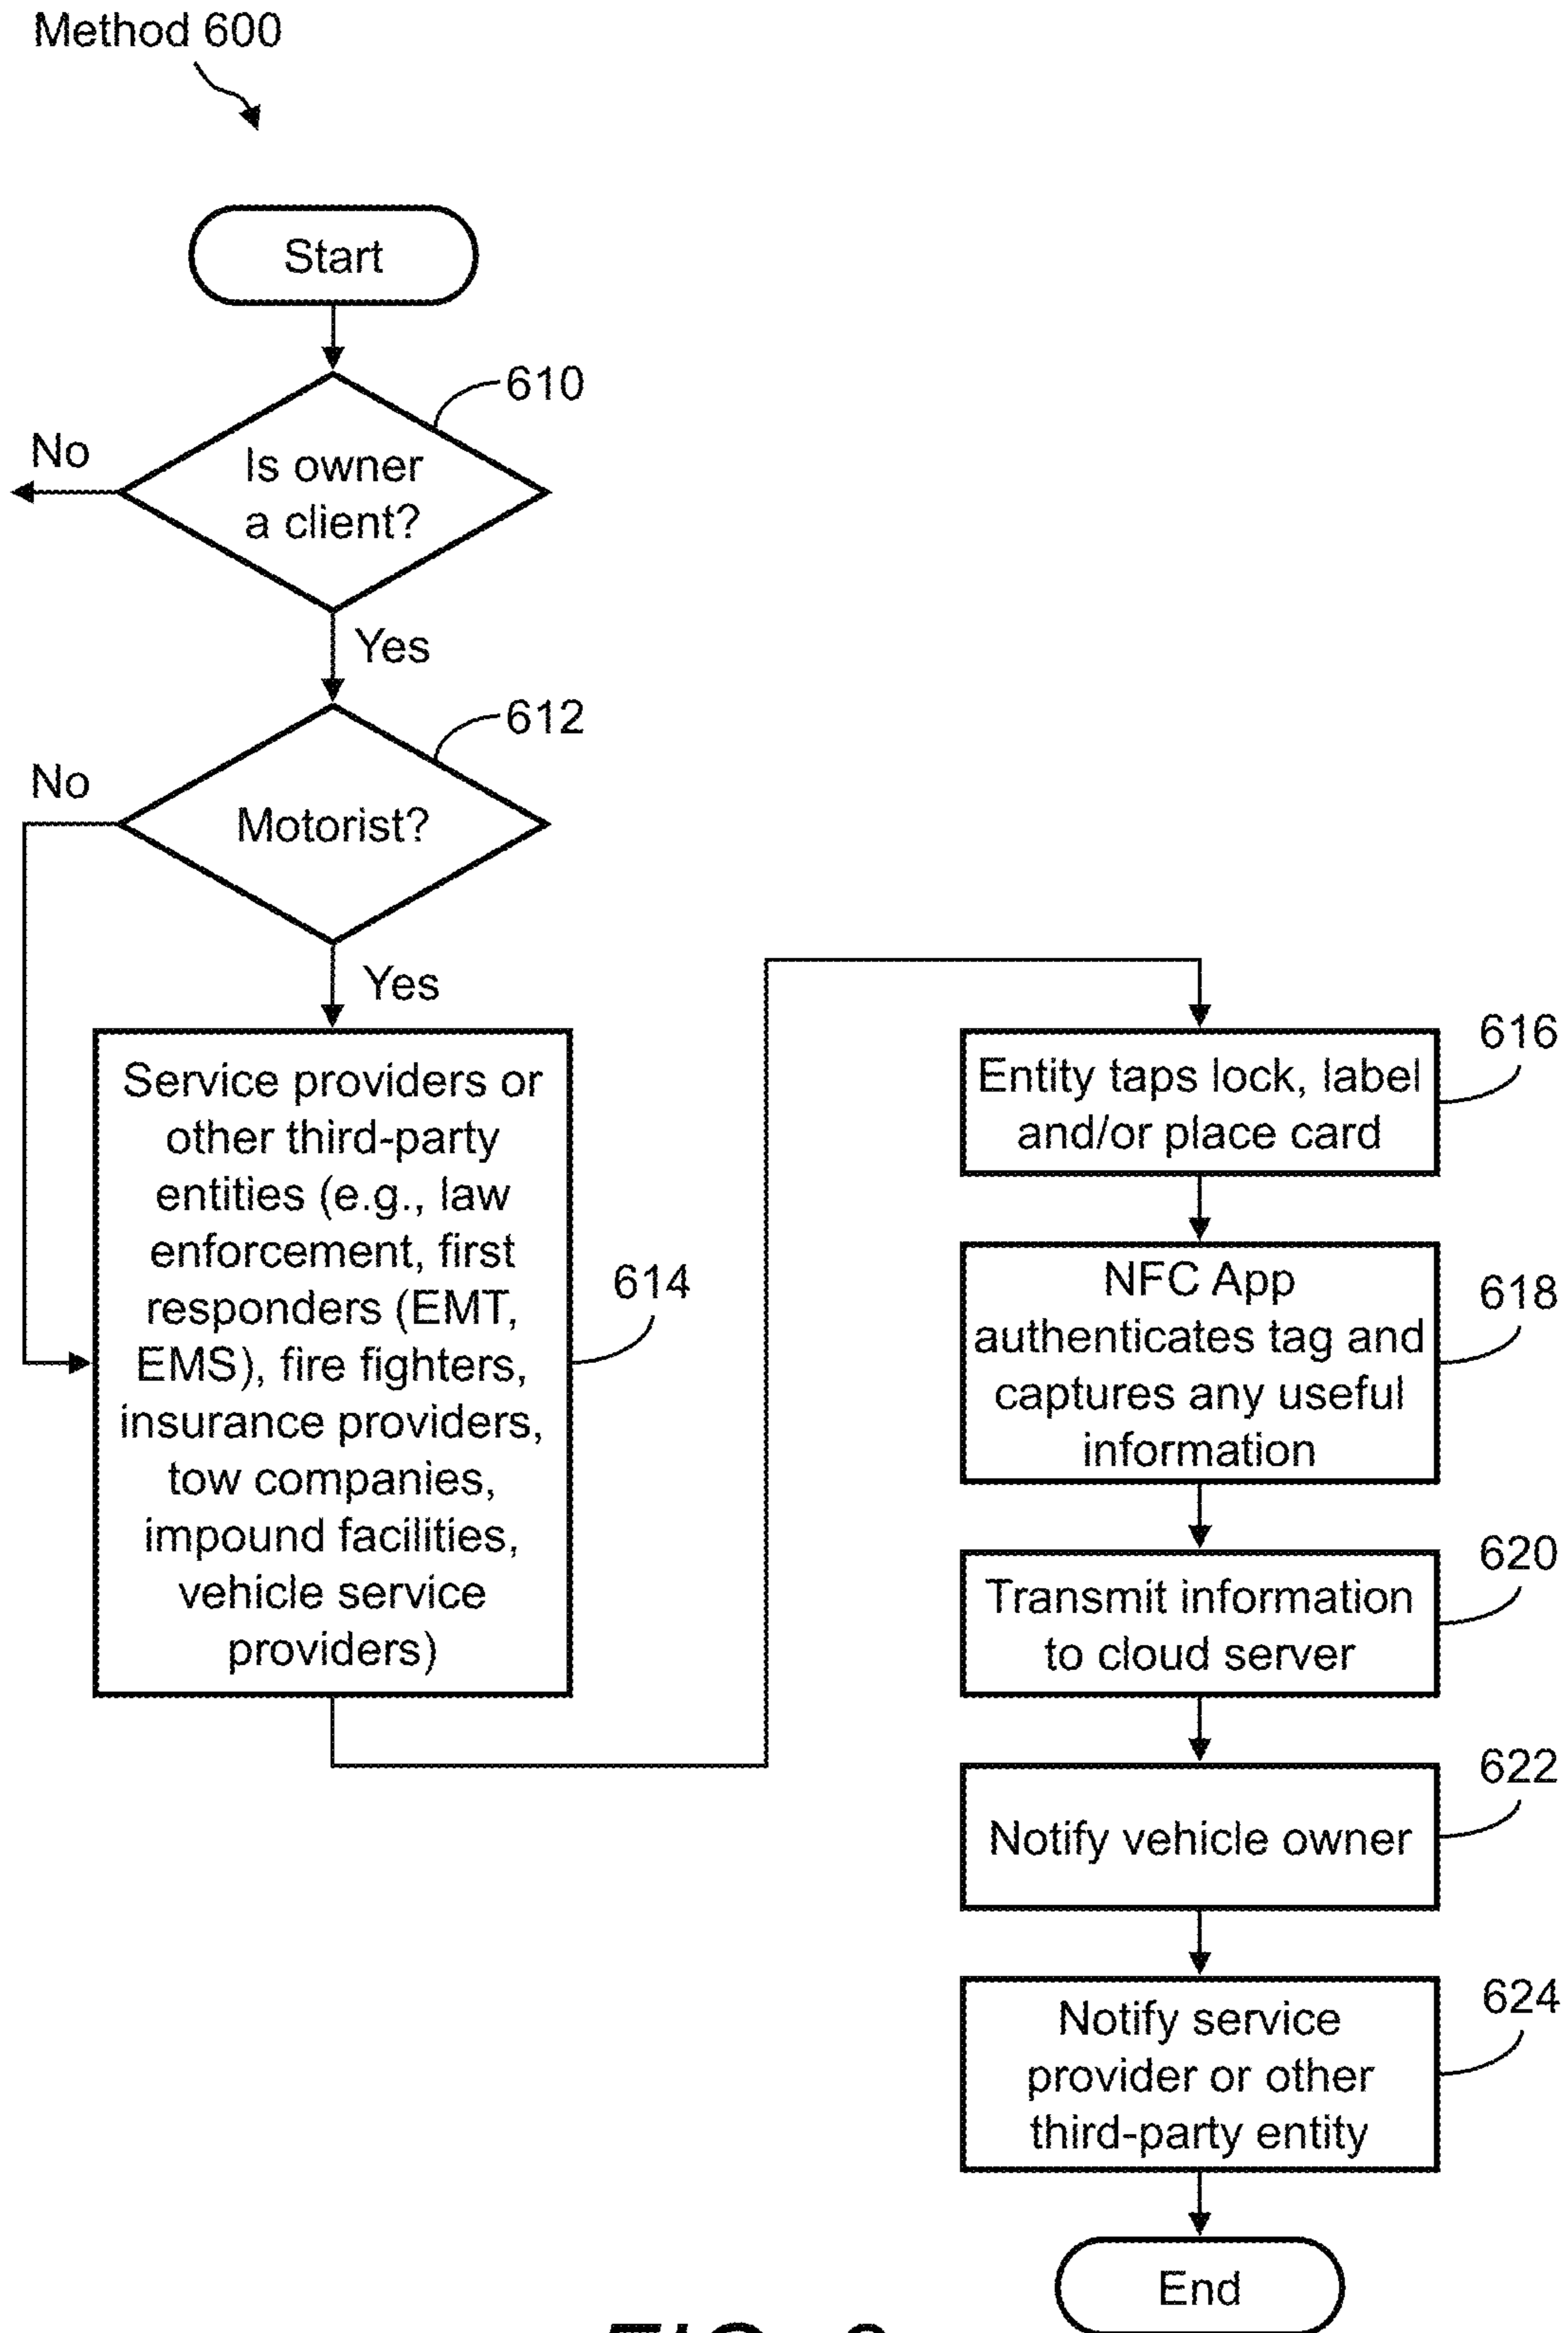 Method 600
Start
610
No
Is owner
a client?
Yes
612
No
Motorist?
Yes
Service providers or
other third-party
entities (e.g., law
enforcement, first
responders (EMT,
EMS), fire fighters,
insurance providers,
tow companies,
impound facilities,
vehicle service
providers)
614
Entity taps lock, label
and/or place card
616
NFC App
authenticates tag and
captures any useful
information
618
Transmit information
to cloud server
620
Notify vehicle owner
622
Notify service
provider or other
third-party entity
624
End